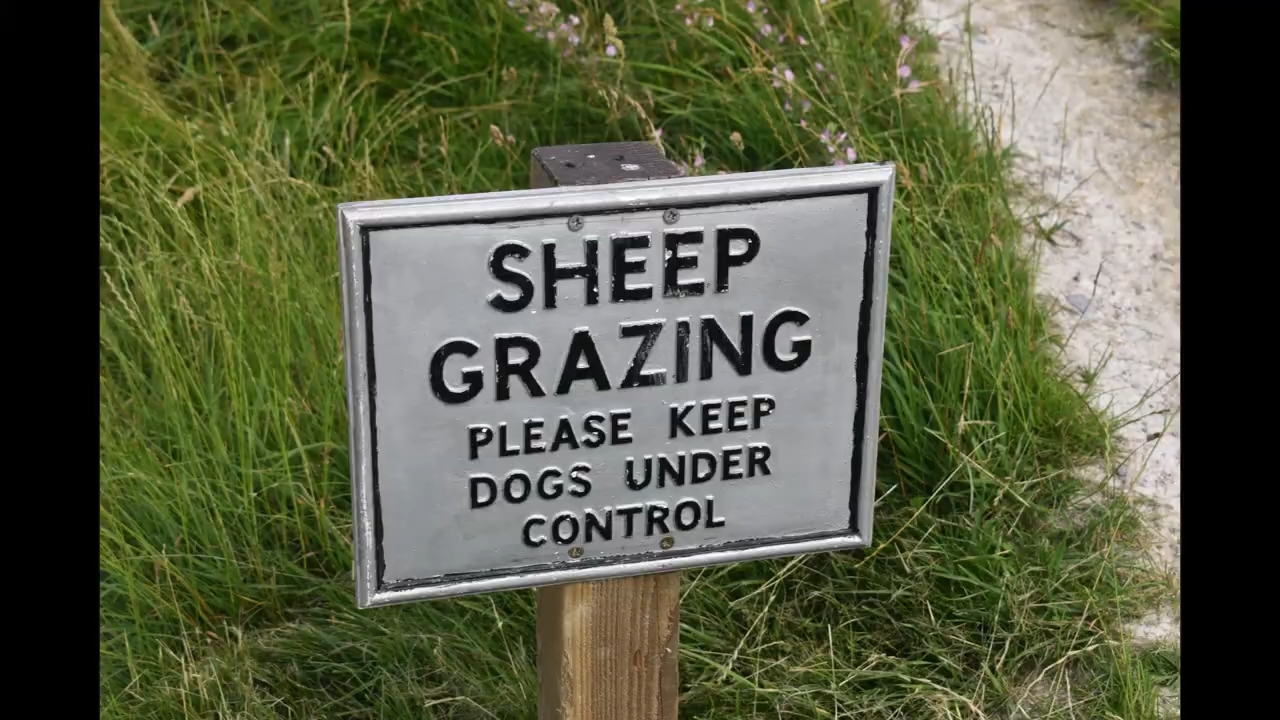 SHEEP
GRAZING
PLEASE KEEP
DOGS UNDER
CONTROL